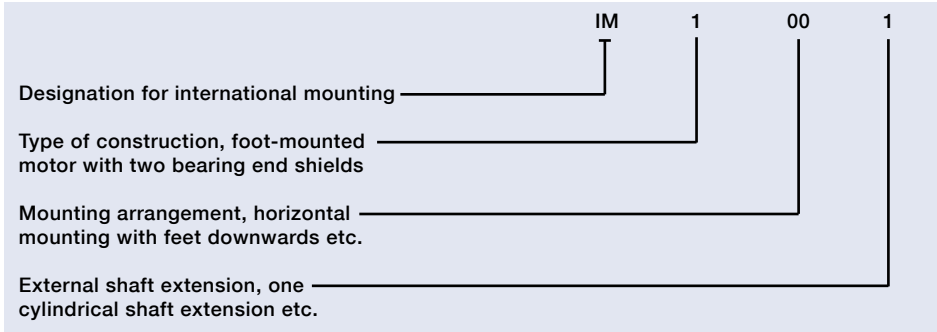 IM 1 00 1
Designation for international mounting
Type of construction, foot-mounted
motor with two bearing end shields
Mounting arrangement, horizontal
mounting with feet downwards etc.
External shaft extension, one
cylindrical shaft extension etc.